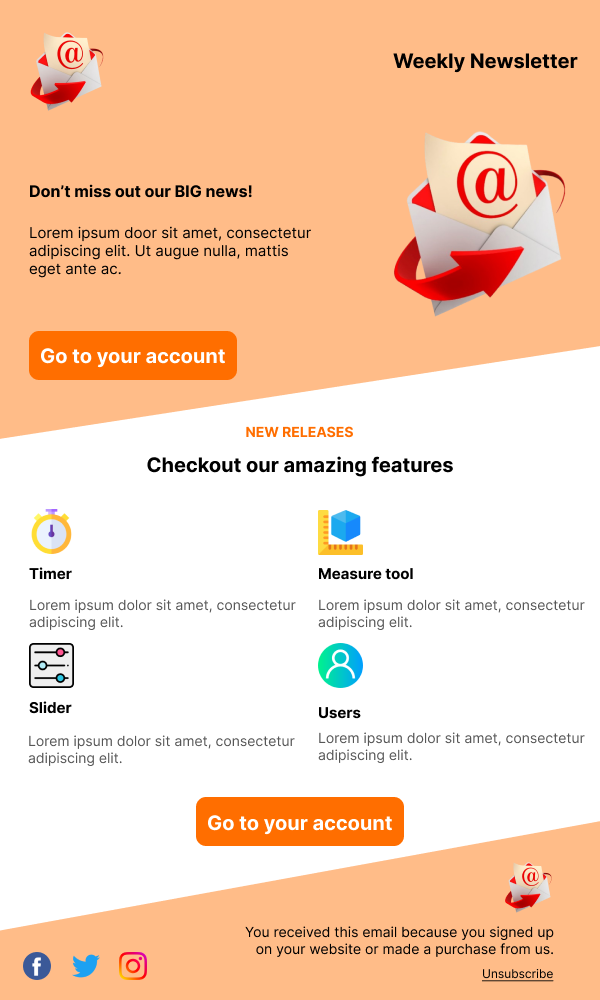 Weekly Newsletter
Don’t miss out our BIG news!
Lorem ipsum door sit amet, consectetur
adipiscing elit. Ut augue nulla, mattis
eget ante ac.
Go to your account
NEW RELEASES
Checkout our amazing features
Timer
Lorem ipsum dolor sit amet, consectetur
adipiscing elit.
Measure tool
Lorem ipsum dolor sit amet, consectetur
adipiscing elit.
Slider
Lorem ipsum dolor sit amet, consectetur
adipiscing elit.
Users
Lorem ipsum dolor sit amet, consectetur
adipiscing elit.
Go to your account
You received this email because you signed up
on your website or made a purchase from us.
Unsubscribe